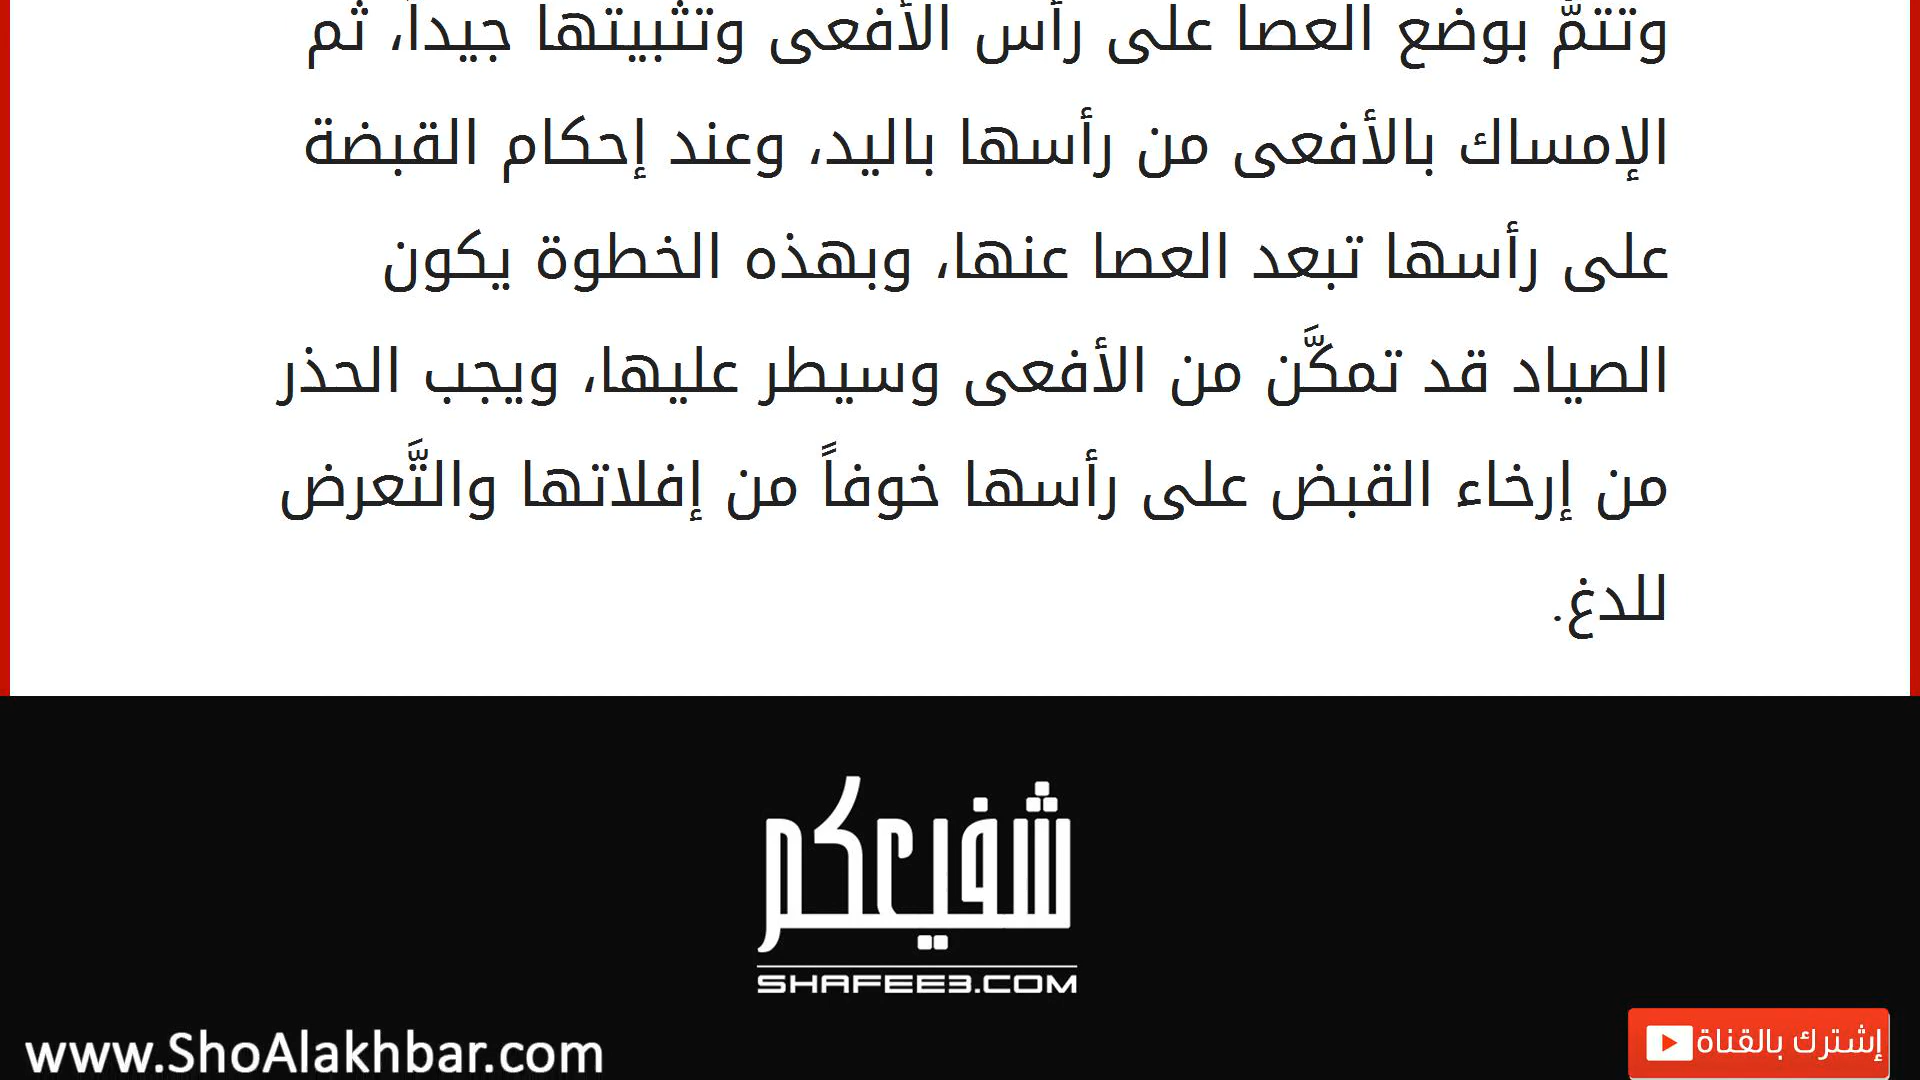 وتتمَّ بوضع العصا على رأس الأفعى وتثبيتها جيداً، ثم
الإمساك بالأفعى من رأسها باليد، وعند إحكام القبضة
على رأسها تبعد العصا عنها، وبهذه الخطوة يكون
الصياد قد تمكَّن من الأفعى وسيطر عليها، ويجب الحذر
من إرخاء القبض على رأسها خوفاً من إفلاتها والتَّعرض
للدغ.
شفيعكم
SHAFEE3.COM
www.ShoAlakhbar.com
إشترك بالقناة